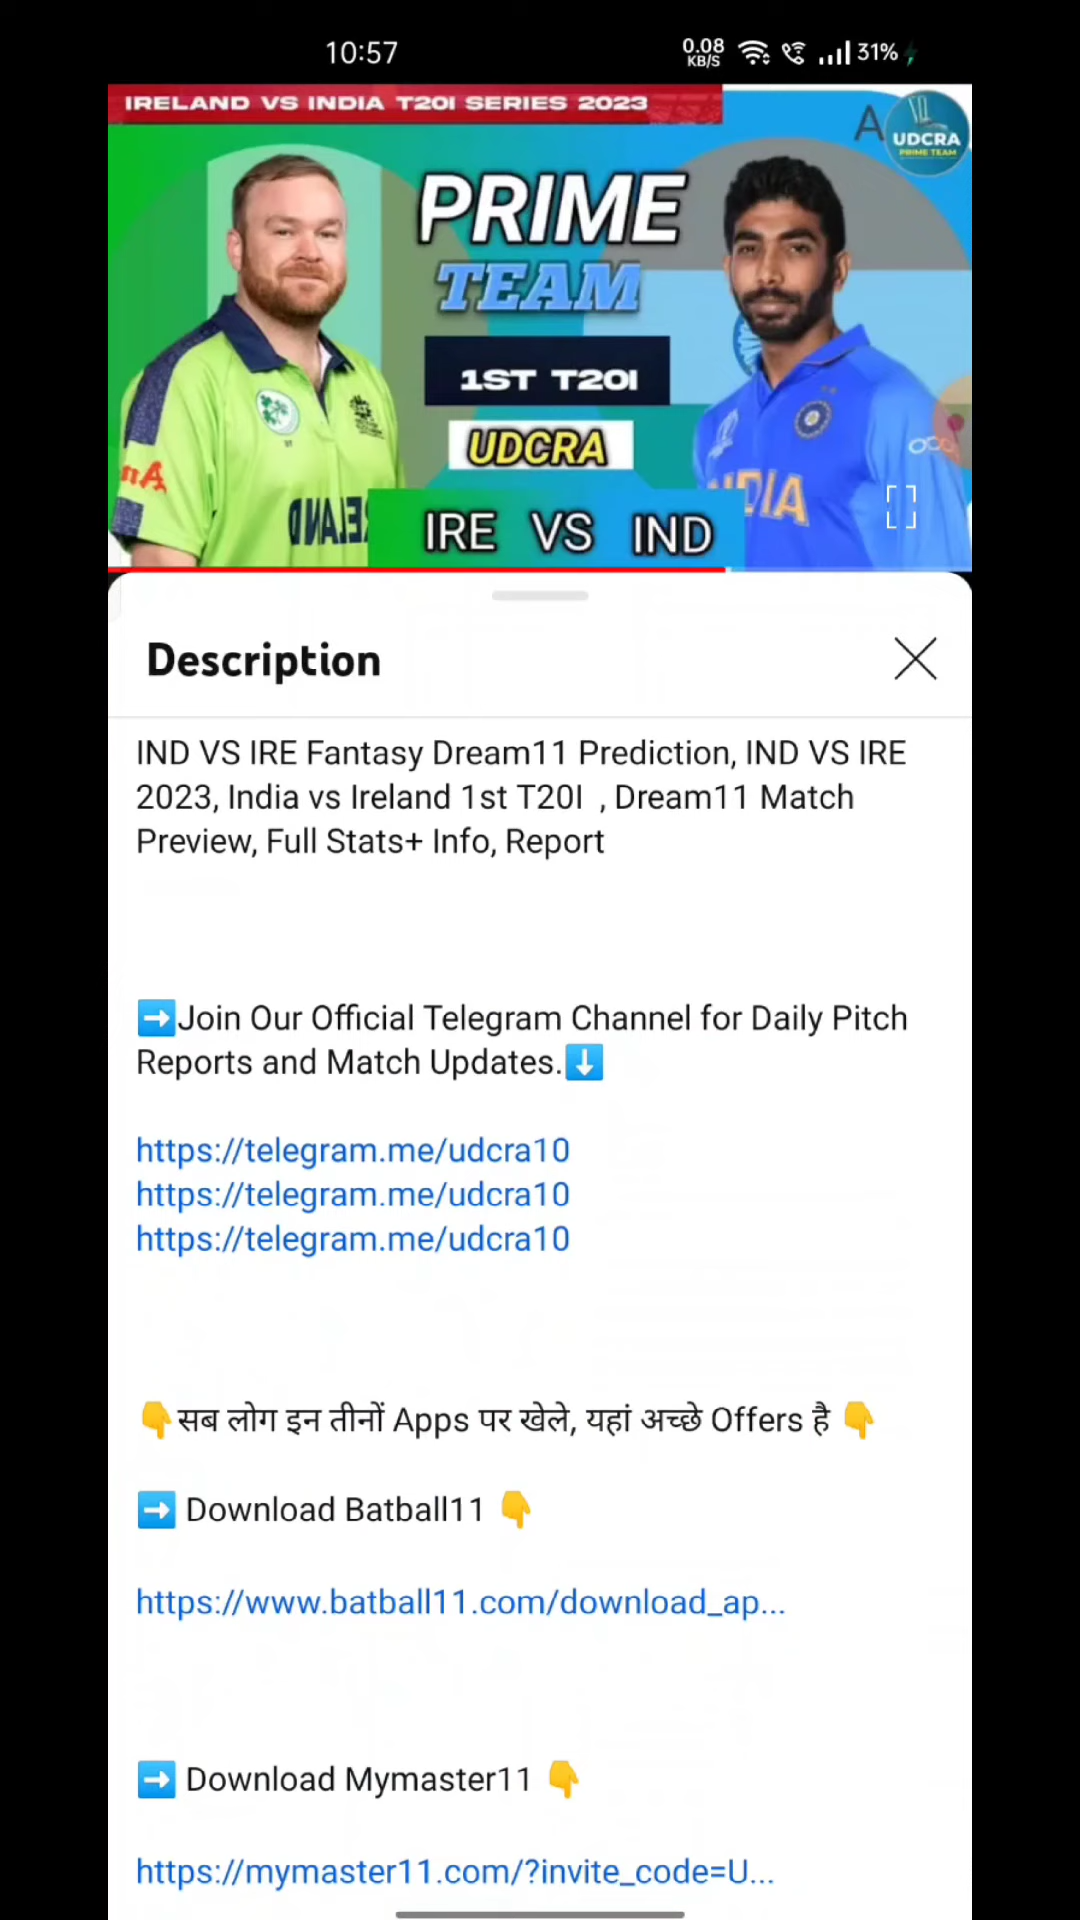 10:57
0.08
KB/S
31%
IRELAND VS INDIA T20I SERIES 2023
A
UDCRA
PRIME TEAM
PRIME
TEAM
1ST T20I
UDCRA
IRELAND
INDIA
IRE VS IND
Description
IND VS IRE Fantasy Dream11 Prediction, IND VS IRE
2023, India vs Ireland 1st T20I , Dream11 Match
Preview, Full Stats+ Info, Report
➡️Join Our Official Telegram Channel for Daily Pitch
Reports and Match Updates.⬇️
https://telegram.me/udcra10
https://telegram.me/udcra10
https://telegram.me/udcra10
👇सब लोग इन तीनों Apps पर खेले, यहां अच्छे Offers है 👇
➡️ Download Batball11 👇
https://www.batball11.com/download_ap...
➡️ Download Mymaster11 👇
https://mymaster11.com/?invite_code=U...